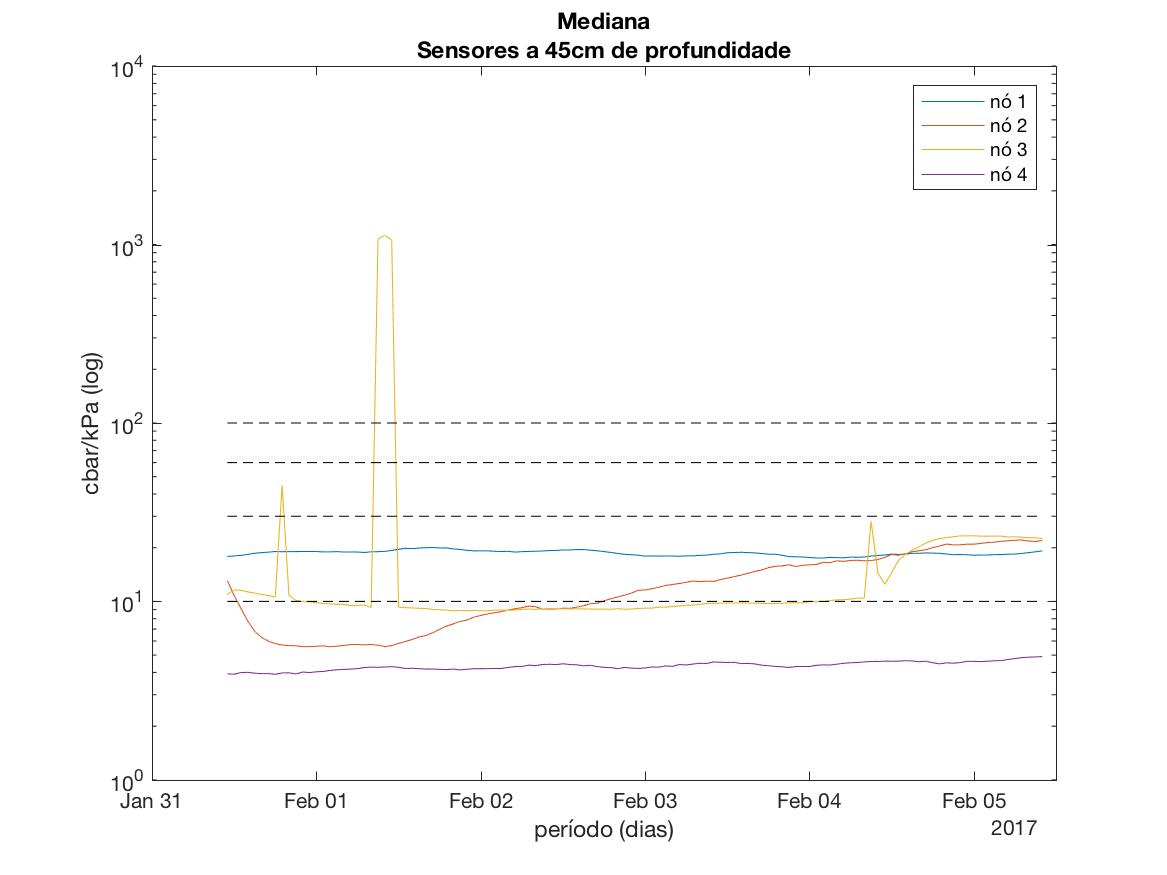 Mediana
Sensores a 45cm de profundidade
10^4
10^3
10^2
10^1
10^0
cbar/kPa (log)
nó 1
nó 2
nó 3
nó 4
Jan 31
Feb 01
Feb 02
Feb 03
Feb 04
Feb 05
2017
período (dias)